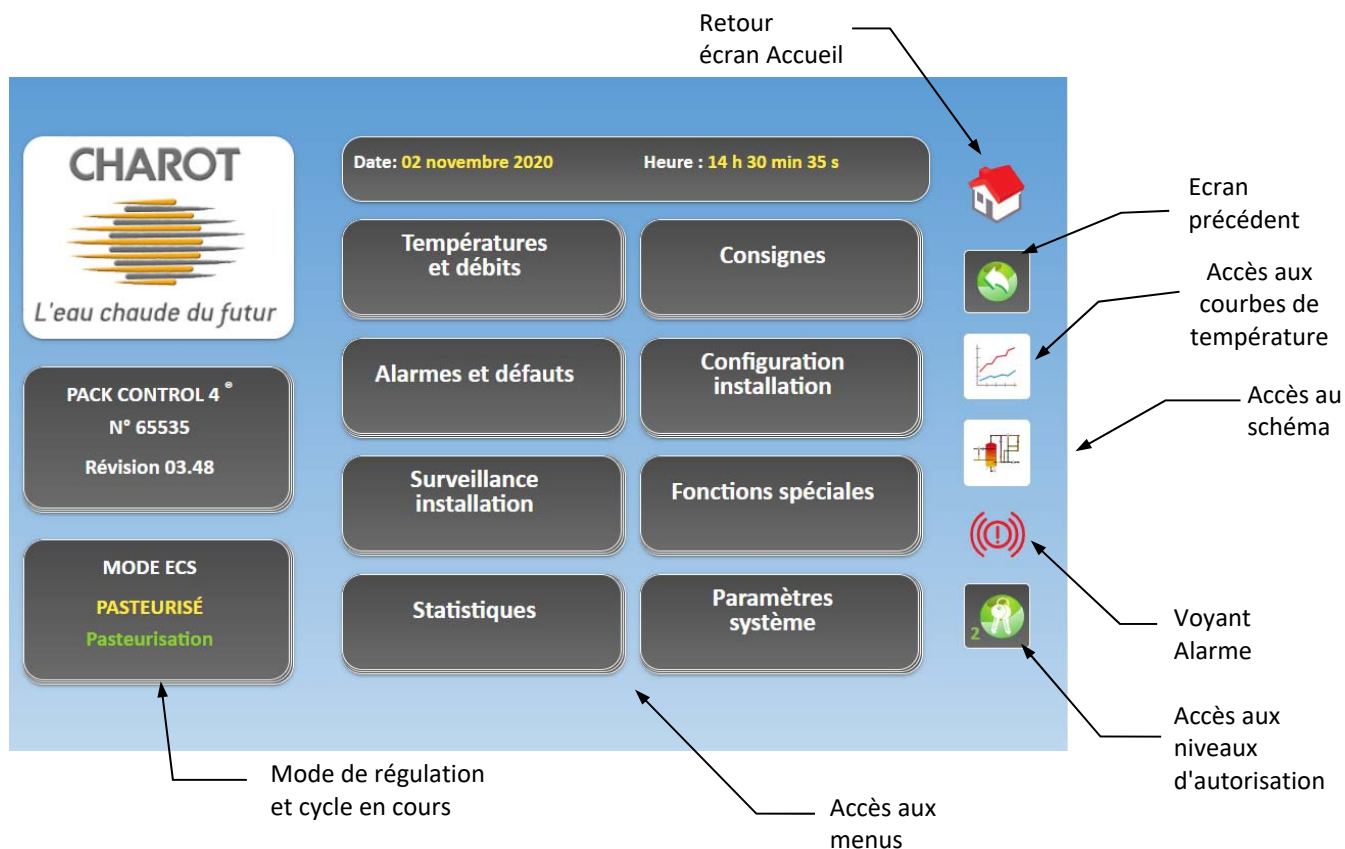 Retour
écran Accueil
CHAROT
L'eau chaude du futur
Date: 02 novembre 2020 Heure : 14 h 30 min 35 s
Températures
et débits
Consignes
Alarmes et défauts
Configuration
installation
Surveillance
installation
Fonctions spéciales
Statistiques
Paramètres
système
PACK CONTROL 4 ®
N° 65535
Révision 03.48
MODE ECS
PASTEURISÉ
Pasteurisation
2
Ecran
précédent
Accès aux
courbes de
température
Accès au
schéma
Voyant
Alarme
Accès aux
niveaux
d'autorisation
Mode de régulation
et cycle en cours
Accès aux
menus